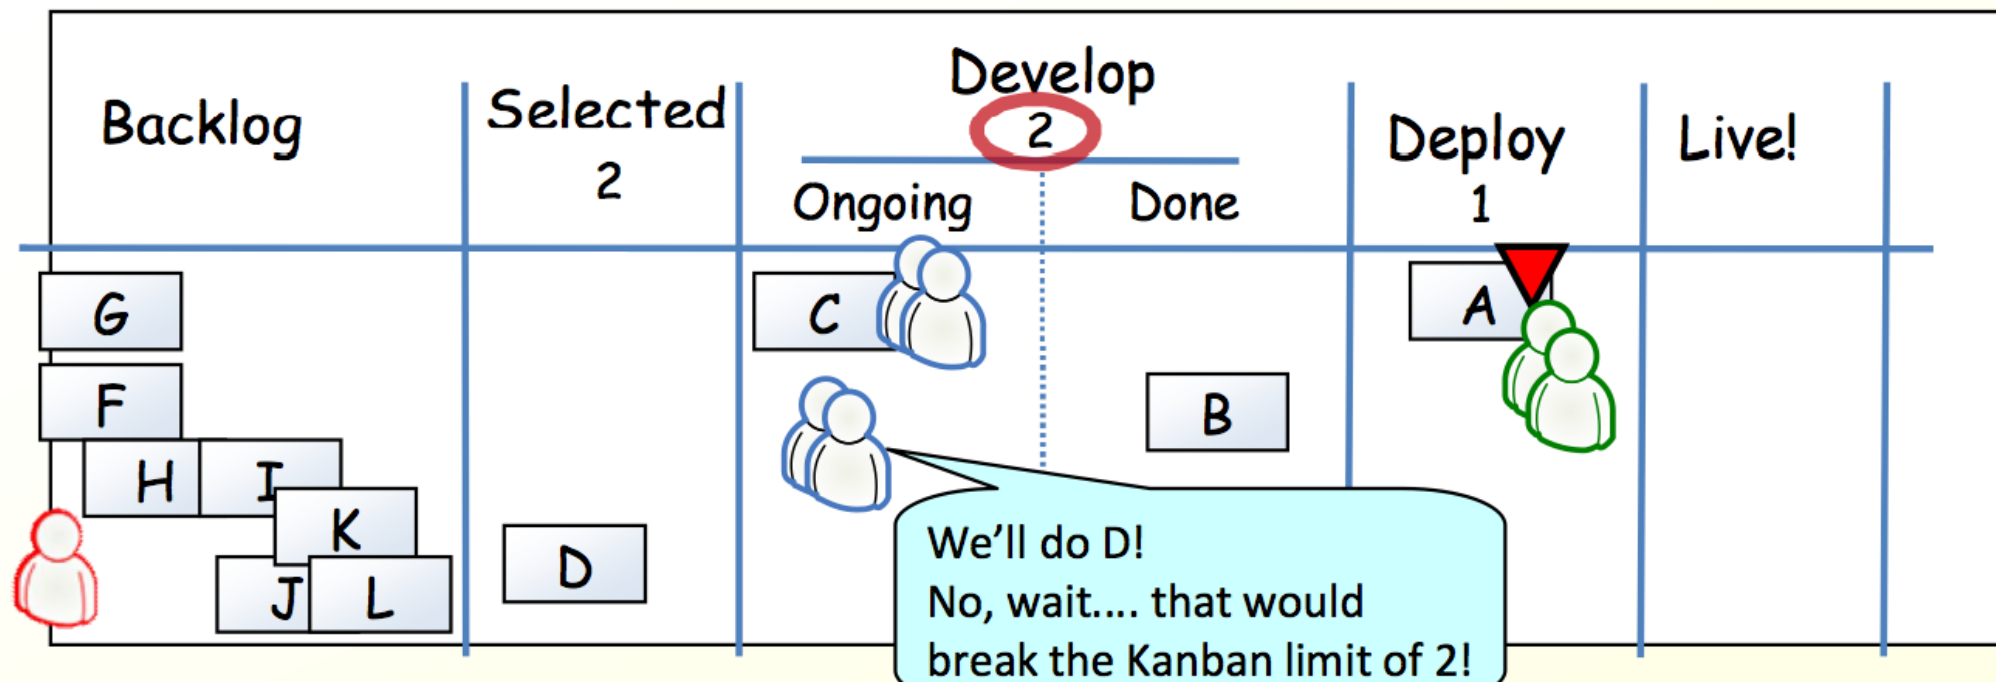 Backlog
Selected
2
Develop
2
Ongoing
Done
Deploy
1
Live!
G
F
H
I
K
J
L
D
C
B
A
We'll do D!
No, wait.... that would
break the Kanban limit of 2!